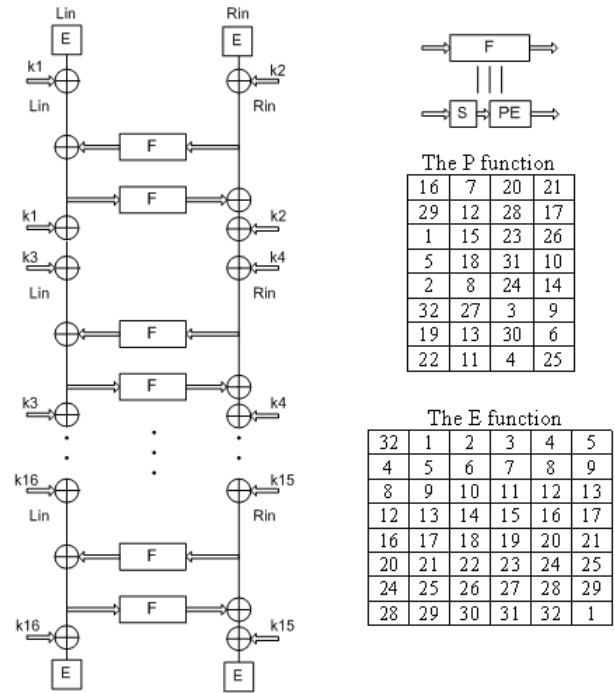 Lin Rin
E E
k1 k2
Lin Rin
F
F
k1 k2
k3 k4
Lin Rin
F
F
k3 k4
k16 k15
Lin Rin
F
F
k16 k15
E E
F
S PE
The P function
16 7 20 21
29 12 28 17
1 15 23 26
5 18 31 10
2 8 24 14
32 27 3 9
19 13 30 6
22 11 4 25
The E function
32 1 2 3 4 5
4 5 6 7 8 9
8 9 10 11 12 13
12 13 14 15 16 17
16 17 18 19 20 21
20 21 22 23 24 25
24 25 26 27 28 29
28 29 30 31 32 1